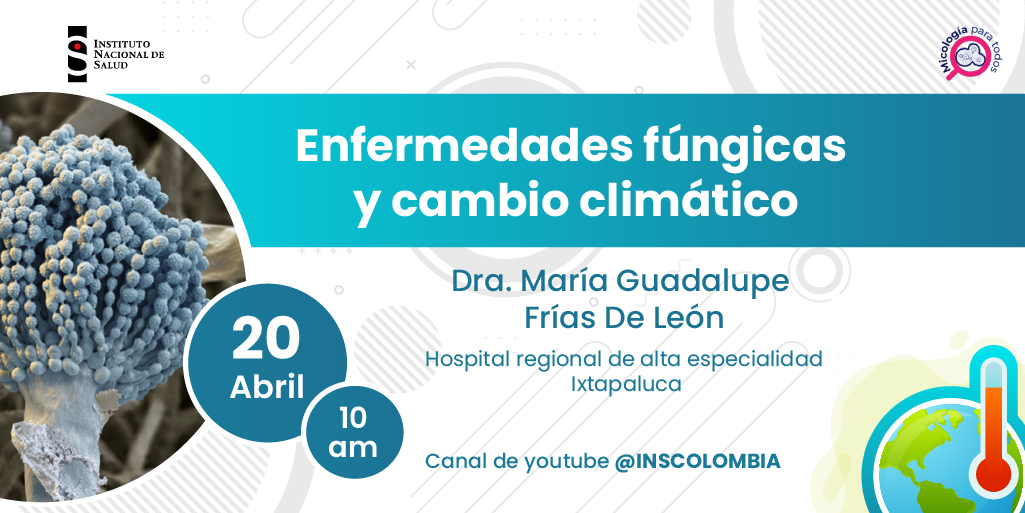 INSTITUTO
NACIONAL DE
SALUD
Micología para todos
Enfermedades fúngicas
y cambio climático
Dra. María Guadalupe
Frías De León
Hospital regional de alta especialidad
Ixtapaluca
20
Abril
10
am
Canal de youtube @INSCOLOMBIA